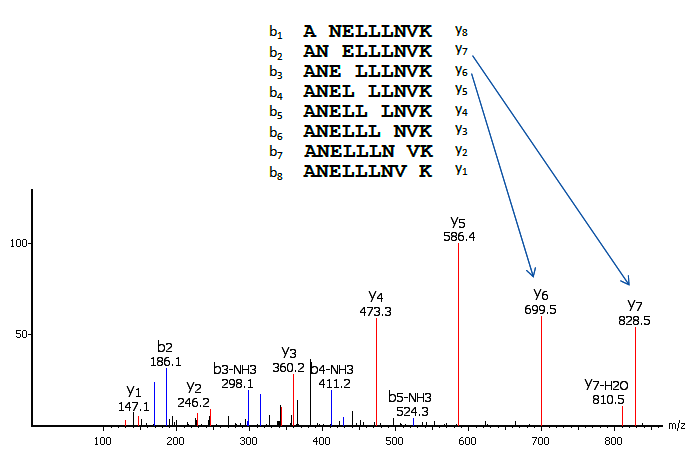 b1 A NELLLNVK y8
b2 AN ELLLNVK y7
b3 ANE LLLNVK y6
b4 ANEL LLNVK y5
b5 ANELL LNVK y4
b6 ANELLL NVK y3
b7 ANELLLN VK y2
b8 ANELLLNV K y1
y5
586.4
100
y4
473.3
y6
699.5
y7
828.5
50
b2
186.1
y3
360.2
b3-NH3
298.1
b4-NH3
411.2
y1
147.1
y2
246.2
b5-NH3
524.3
y7-H2O
810.5
100 200 300 400 500 600 700 800 m/z